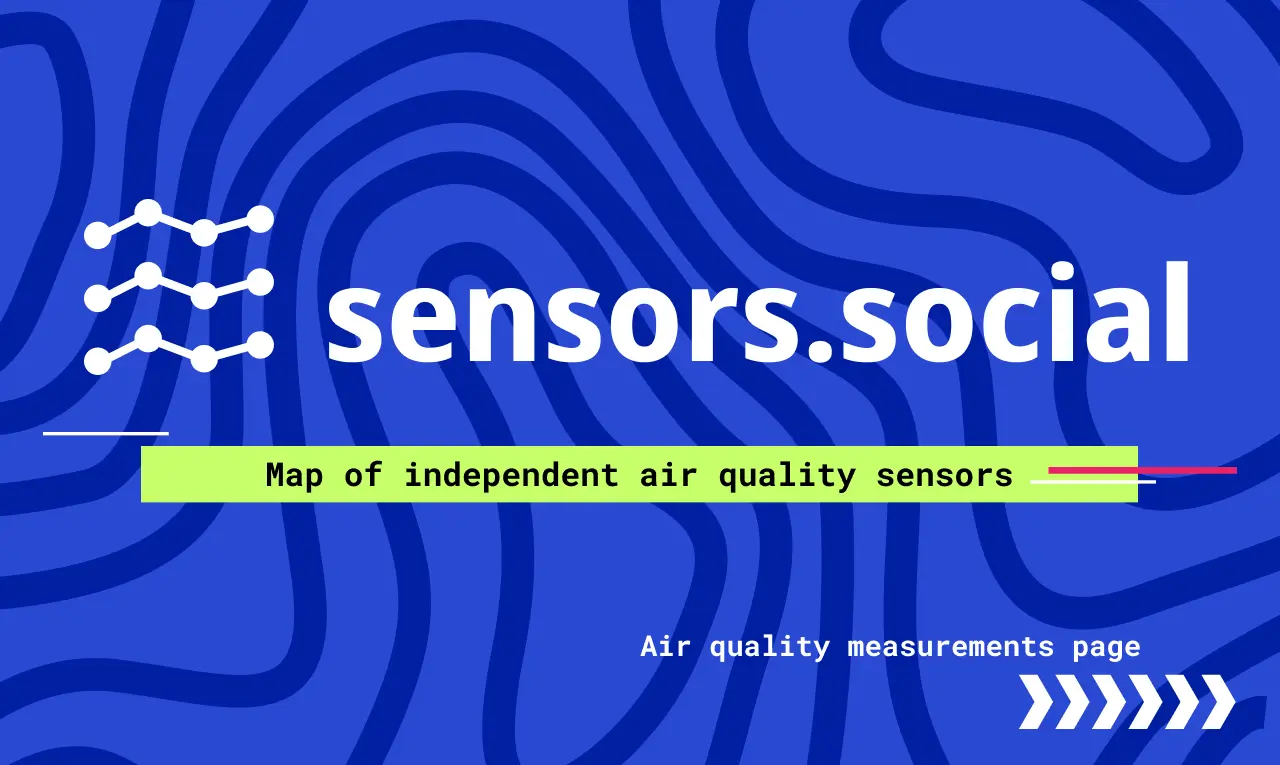 sensors.social
Map of independent air quality sensors
Air quality measurements page